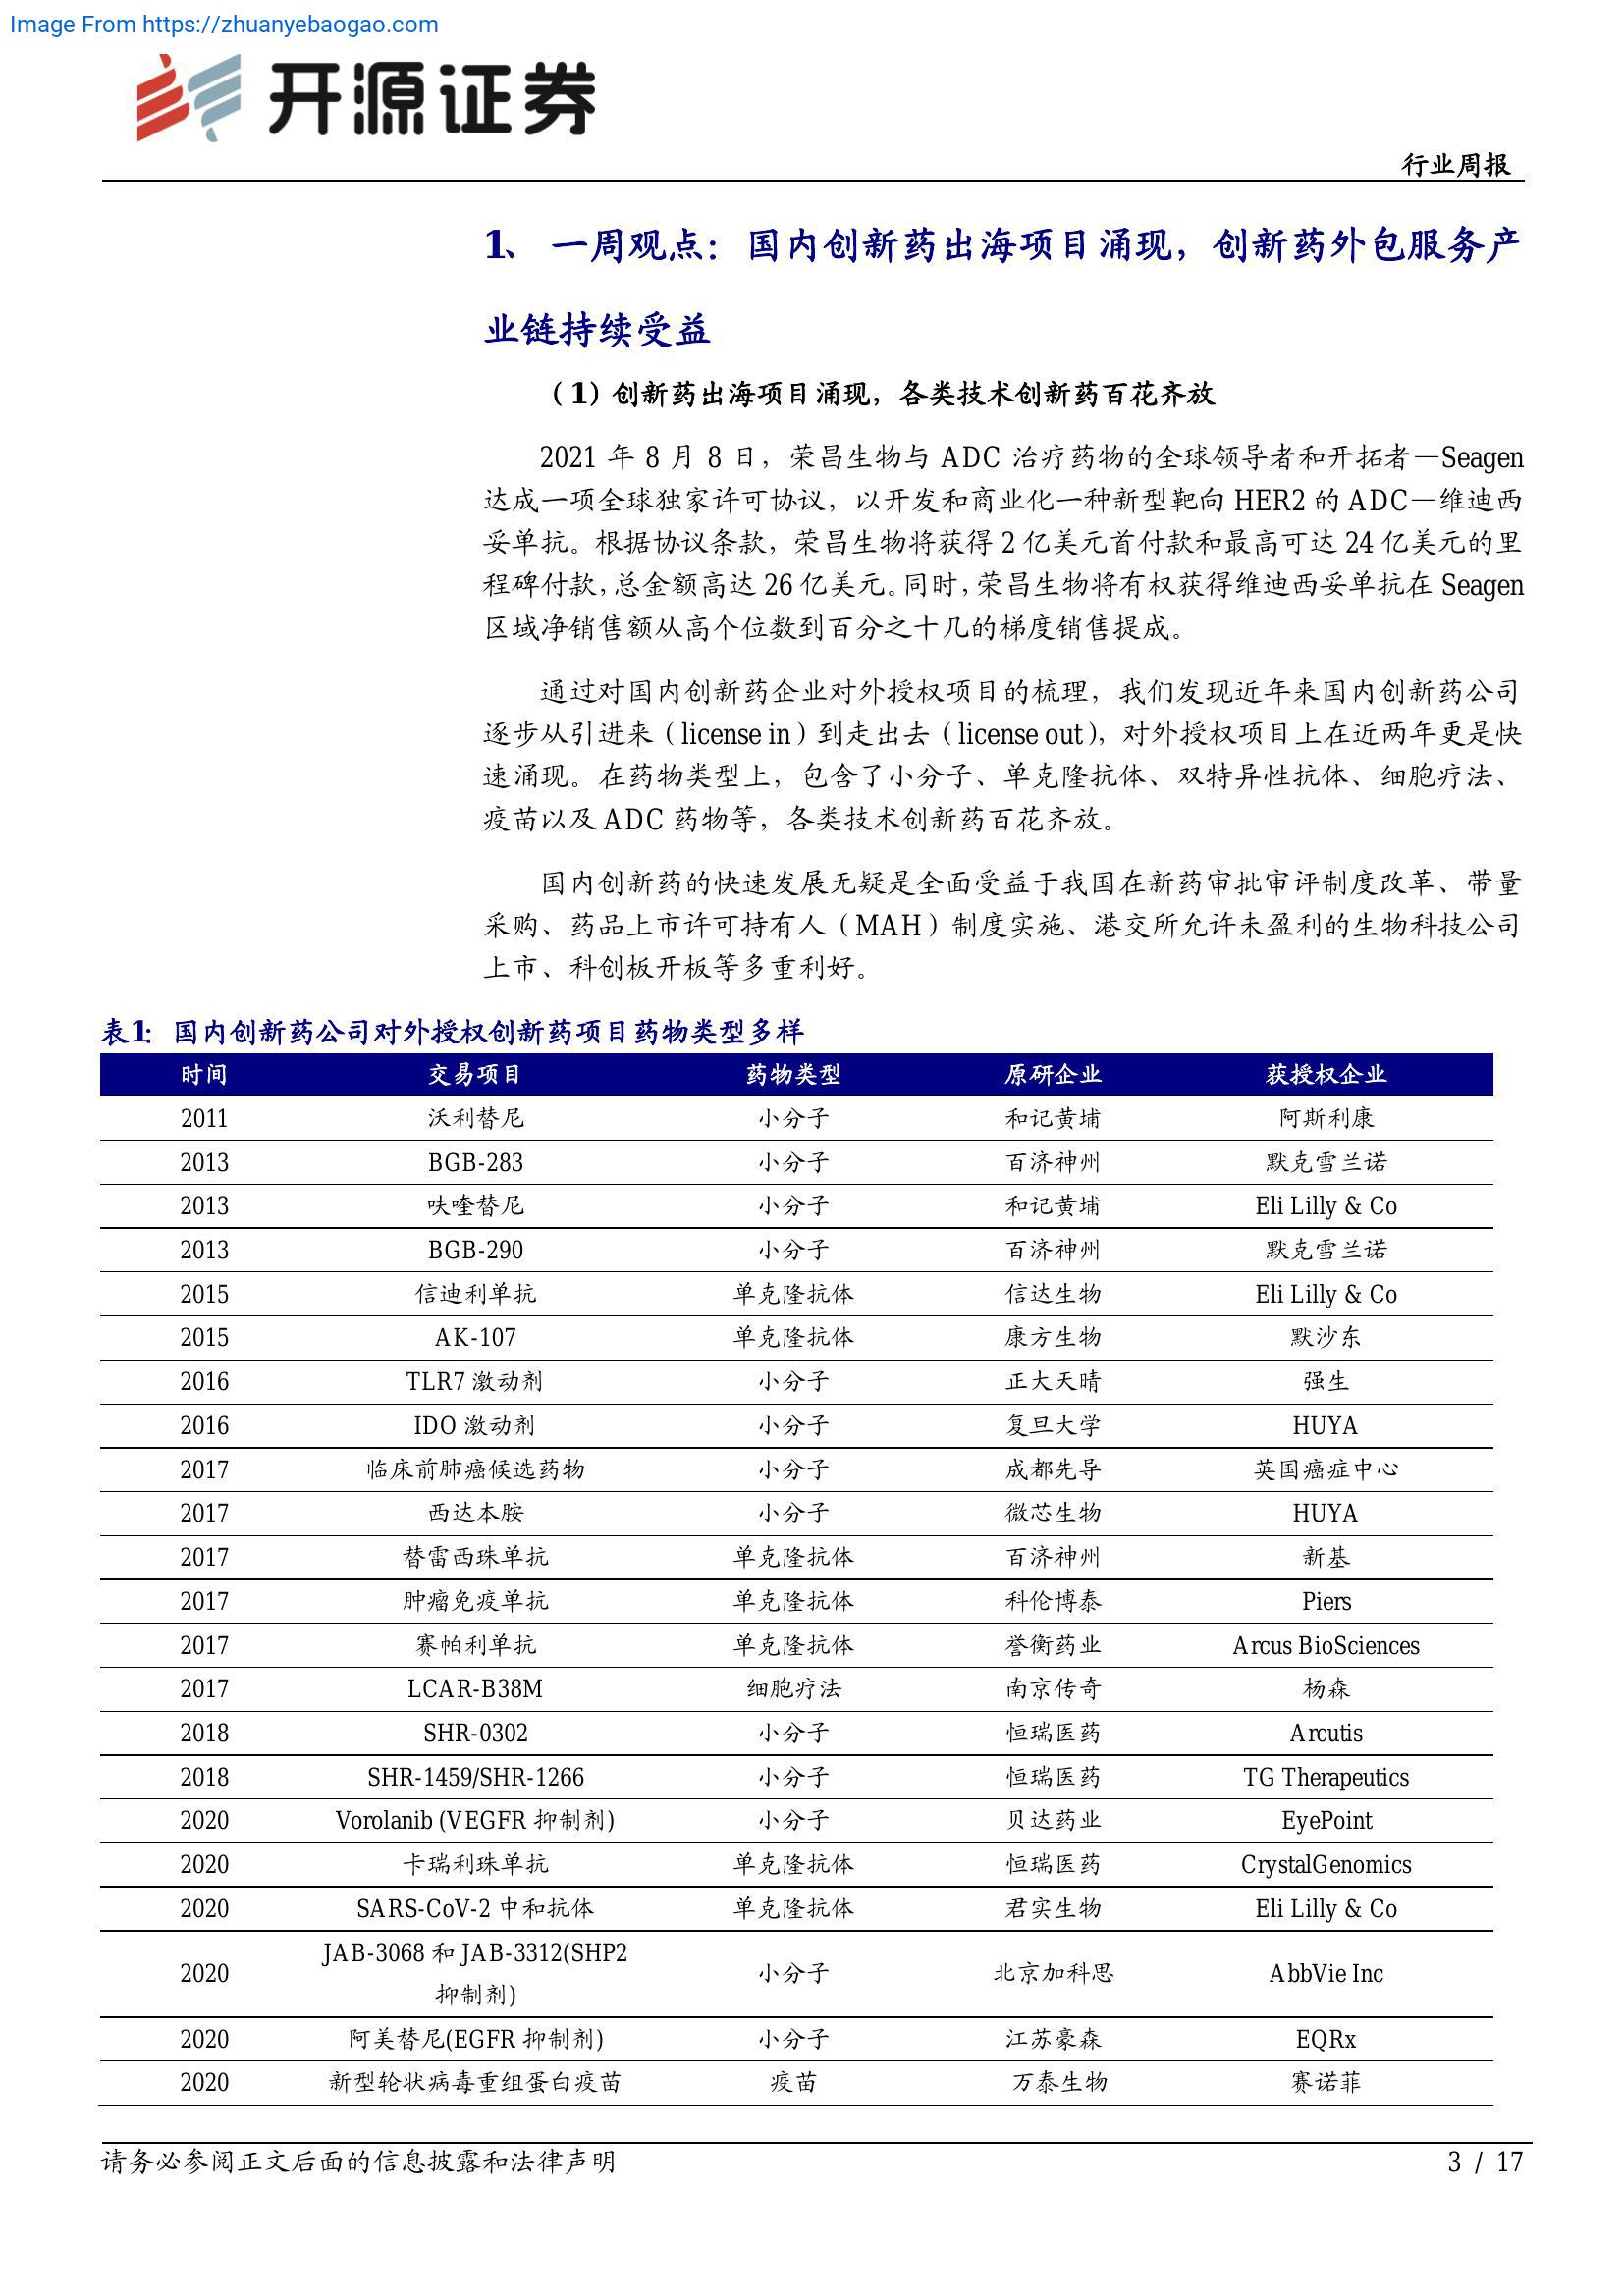 Image From https://zhuanyebaogao.com
开源证券
行业周报
1、 一周观点：国内创新药出海项目涌现，创新药外包服务产
业链持续受益
（1）创新药出海项目涌现，各类技术创新药百花齐放
2021 年 8 月 8 日，荣昌生物与 ADC 治疗药物的全球领导者和开拓者—Seagen
达成一项全球独家许可协议，以开发和商业化一种新型靶向 HER2 的 ADC—维迪西
妥单抗。根据协议条款，荣昌生物将获得 2 亿美元首付款和最高可达 24 亿美元的里
程碑付款，总金额高达 26 亿美元。同时，荣昌生物将有权获得维迪西妥单抗在 Seagen
区域净销售额从高个位数到百分之十几的梯度销售提成。
通过对国内创新药企业对外授权项目的梳理，我们发现近年来国内创新药公司
逐步从引进来（license in）到走出去（license out），对外授权项目上在近两年更是快
速涌现。在药物类型上，包含了小分子、单克隆抗体、双特异性抗体、细胞疗法、
疫苗以及 ADC 药物等，各类技术创新药百花齐放。
国内创新药的快速发展无疑是全面受益于我国在新药审批审评制度改革、带量
采购、药品上市许可持有人（MAH）制度实施、港交所允许未盈利的生物科技公司
上市、科创板开板等多重利好。
表1：国内创新药公司对外授权创新药项目药物类型多样
时间 交易项目 药物类型 原研企业 获授权企业
2011 沃利替尼 小分子 和记黄埔 阿斯利康
2013 BGB-283 小分子 百济神州 默克雪兰诺
2013 呋喹替尼 小分子 和记黄埔 Eli Lilly & Co
2013 BGB-290 小分子 百济神州 默克雪兰诺
2015 信迪利单抗 单克隆抗体 信达生物 Eli Lilly & Co
2015 AK-107 单克隆抗体 康方生物 默沙东
2016 TLR7 激动剂 小分子 正大天晴 强生
2016 IDO 激动剂 小分子 复旦大学 HUYA
2017 临床前肺癌候选药物 小分子 成都先导 英国癌症中心
2017 西达本胺 小分子 微芯生物 HUYA
2017 替雷西珠单抗 单克隆抗体 百济神州 新基
2017 肿瘤免疫单抗 单克隆抗体 科伦博泰 Piers
2017 赛帕利单抗 单克隆抗体 誉衡药业 Arcus BioSciences
2017 LCAR-B38M 细胞疗法 南京传奇 杨森
2018 SHR-0302 小分子 恒瑞医药 Arcutis
2018 SHR-1459/SHR-1266 小分子 恒瑞医药 TG Therapeutics
2020 Vorolanib (VEGFR 抑制剂) 小分子 贝达药业 EyePoint
2020 卡瑞利珠单抗 单克隆抗体 恒瑞医药 CrystalGenomics
2020 SARS-CoV-2 中和抗体 单克隆抗体 君实生物 Eli Lilly & Co
2020 JAB-3068 和 JAB-3312(SHP2 小分子 北京加科思 AbbVie Inc
抑制剂)
2020 阿美替尼(EGFR 抑制剂) 小分子 江苏豪森 EQRx
2020 新型轮状病毒重组蛋白疫苗 疫苗 万泰生物 赛诺菲
请务必参阅正文后面的信息披露和法律声明 3 / 17